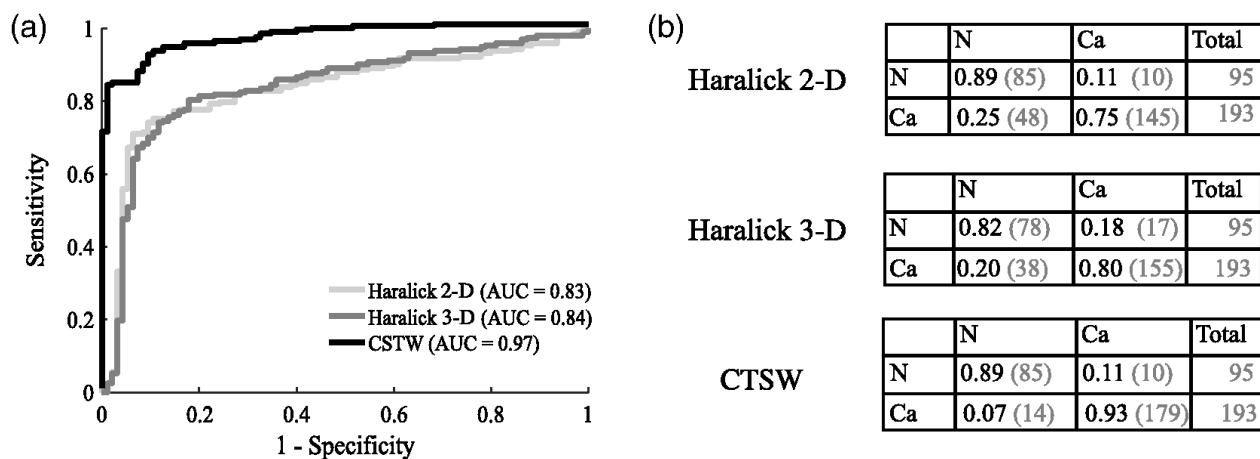 (a)
1
0.8
0.6
0.4
0.2
0
Sensitivity
Haralick 2-D (AUC = 0.83)
Haralick 3-D (AUC = 0.84)
CSTW (AUC = 0.97)
0 0.2 0.4 0.6 0.8 1
1 - Specificity
(b)
Haralick 2-D
N Ca Total
N 0.89 (85) 0.11 (10) 95
Ca 0.25 (48) 0.75 (145) 193
Haralick 3-D
N Ca Total
N 0.82 (78) 0.18 (17) 95
Ca 0.20 (38) 0.80 (155) 193
CTSW
N Ca Total
N 0.89 (85) 0.11 (10) 95
Ca 0.07 (14) 0.93 (179) 193